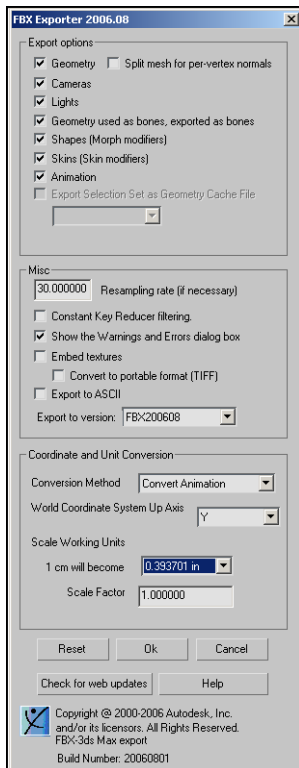 FBX Exporter 2006.08
Export options
Geometry Split mesh for per-vertex normals
Cameras
Lights
Geometry used as bones, exported as bones
Shapes (Morph modifiers)
Skins (Skin modifiers)
Animation
Export Selection Set as Geometry Cache File
Misc
30.000000 Resampling rate (if necessary)
Constant Key Reducer filtering.
Show the Warnings and Errors dialog box
Embed textures
Convert to portable format (TIFF)
Export to ASCII
Export to version: FBX200608
Coordinate and Unit Conversion
Conversion Method Convert Animation
World Coordinate System Up Axis Y
Scale Working Units
1 cm will become 0.393701 in
Scale Factor 1.000000
Reset Ok Cancel
Check for web updates Help
Copyright @ 2000-2006 Autodesk, Inc.
and/or its licensors. All Rights Reserved.
FBX-3ds Max export
Build Number: 20060801